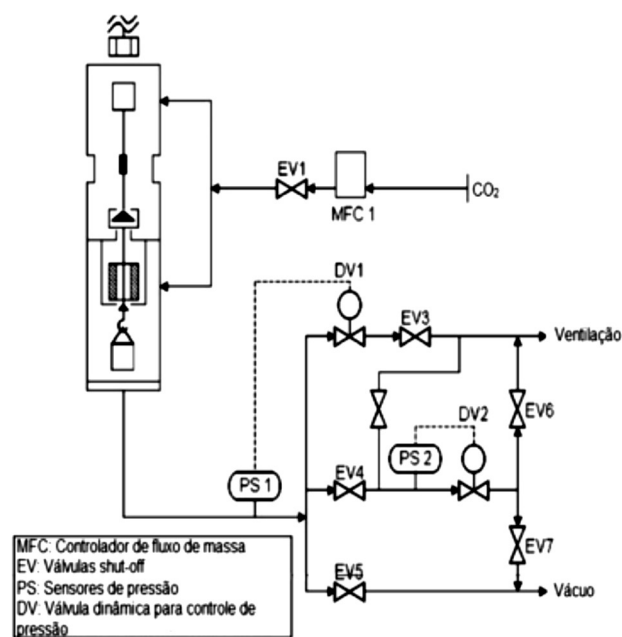 EV1
MFC 1
CO₂
DV1
EV3
Ventilação
DV2
EV6
PS 1
EV4
PS 2
EV7
EV5
Vácuo
MFC: Controlador de fluxo de massa
EV: Válvulas shut-off
PS: Sensores de pressão
DV: Válvula dinâmica para controle de
pressão